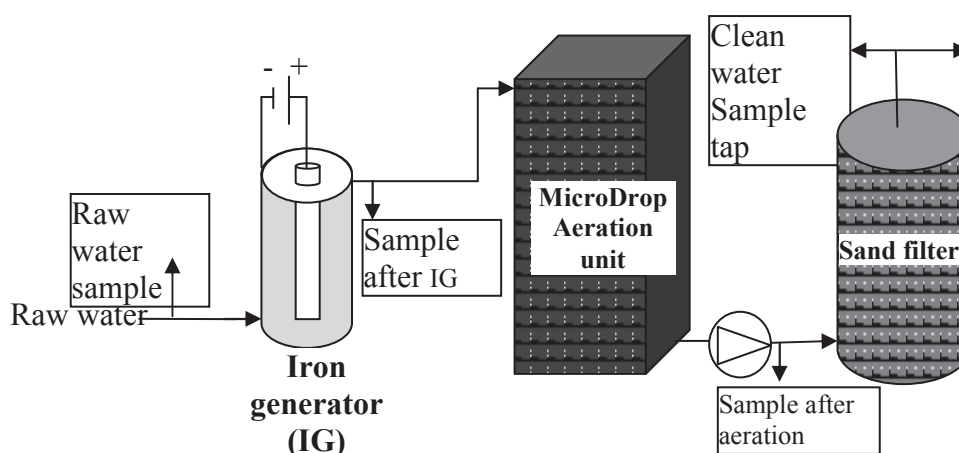 - +
Raw
water
sample
Raw water
Iron
generator
(IG)
Sample
after IG
MicroDrop
Aeration
unit
Sample after
aeration
Clean
water
Sample
tap
Sand filter